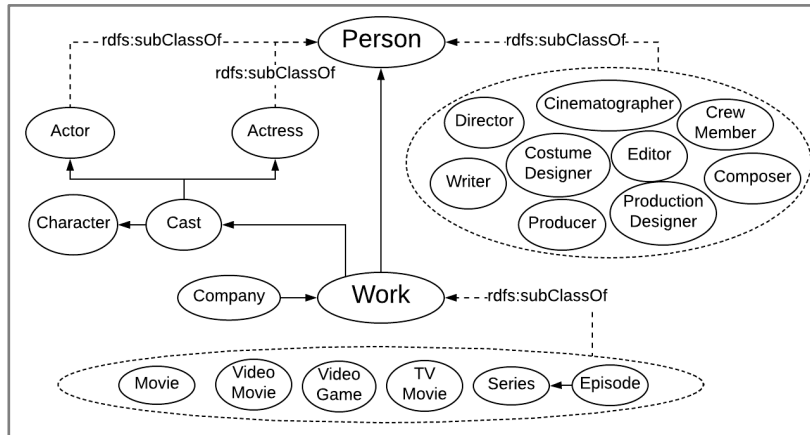 Person
rdfs:subClassOf
rdfs:subClassOf
rdfs:subClassOf
Actor
Actress
Director
Cinematographer
Crew
Member
Costume
Designer
Editor
Writer
Composer
Producer
Production
Designer
Character
Cast
Company
Work
rdfs:subClassOf
Movie
Video
Movie
Video
Game
TV
Movie
Series
Episode